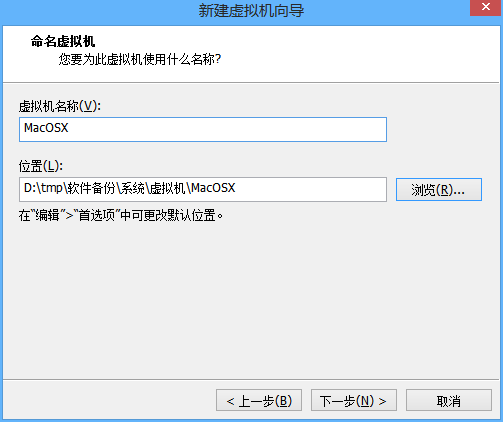 新建虚拟机向导
命名虚拟机
您要为此虚拟机使用什么名称?
虚拟机名称(V):
MacOSX
位置(L):
D:\tmp\软件备份\系统\虚拟机\MacOSX
浏览(R)...
在“编辑”>“首选项”中可更改默认位置。
< 上一步(B)
下一步(N) >
取消